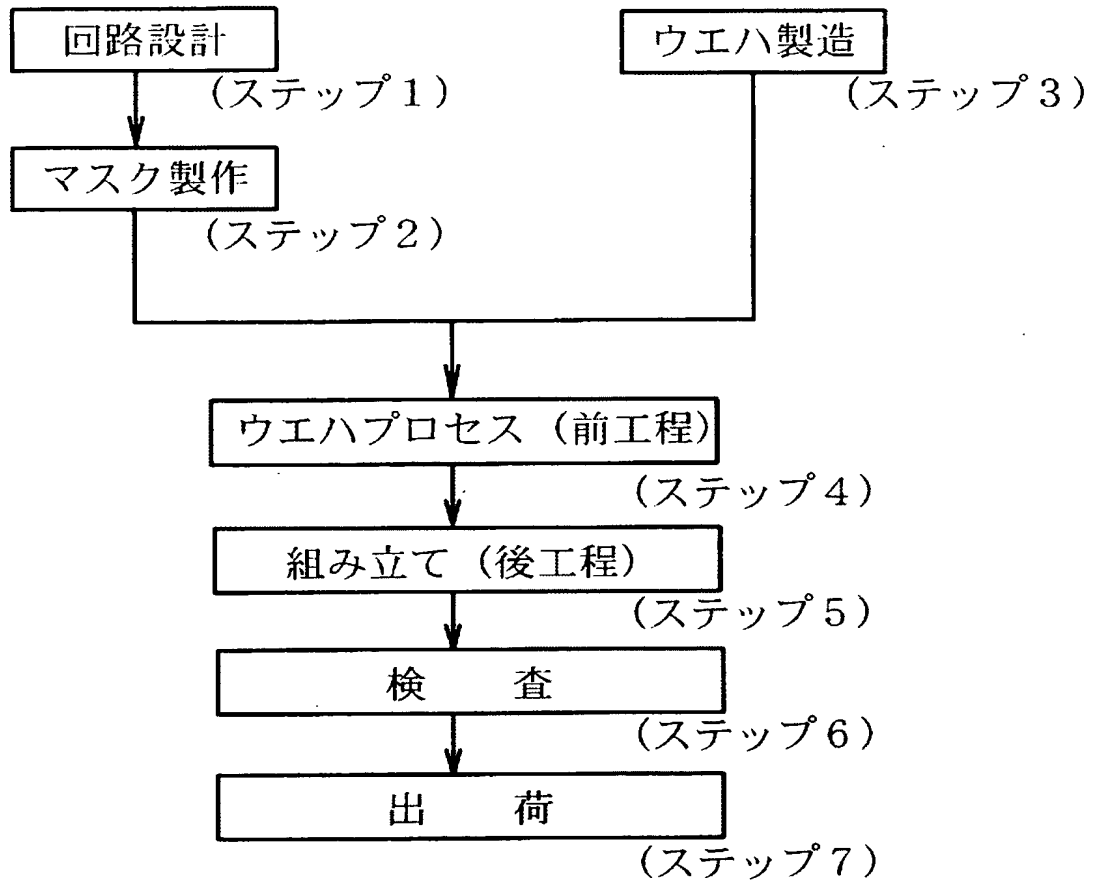 回路設計
(ステップ１)
マスク製作
(ステップ２)
ウエハ製造
(ステップ３)
ウエハプロセス（前工程）
(ステップ４)
組み立て（後工程）
(ステップ５)
検　　査
(ステップ６)
出　　荷
(ステップ７)